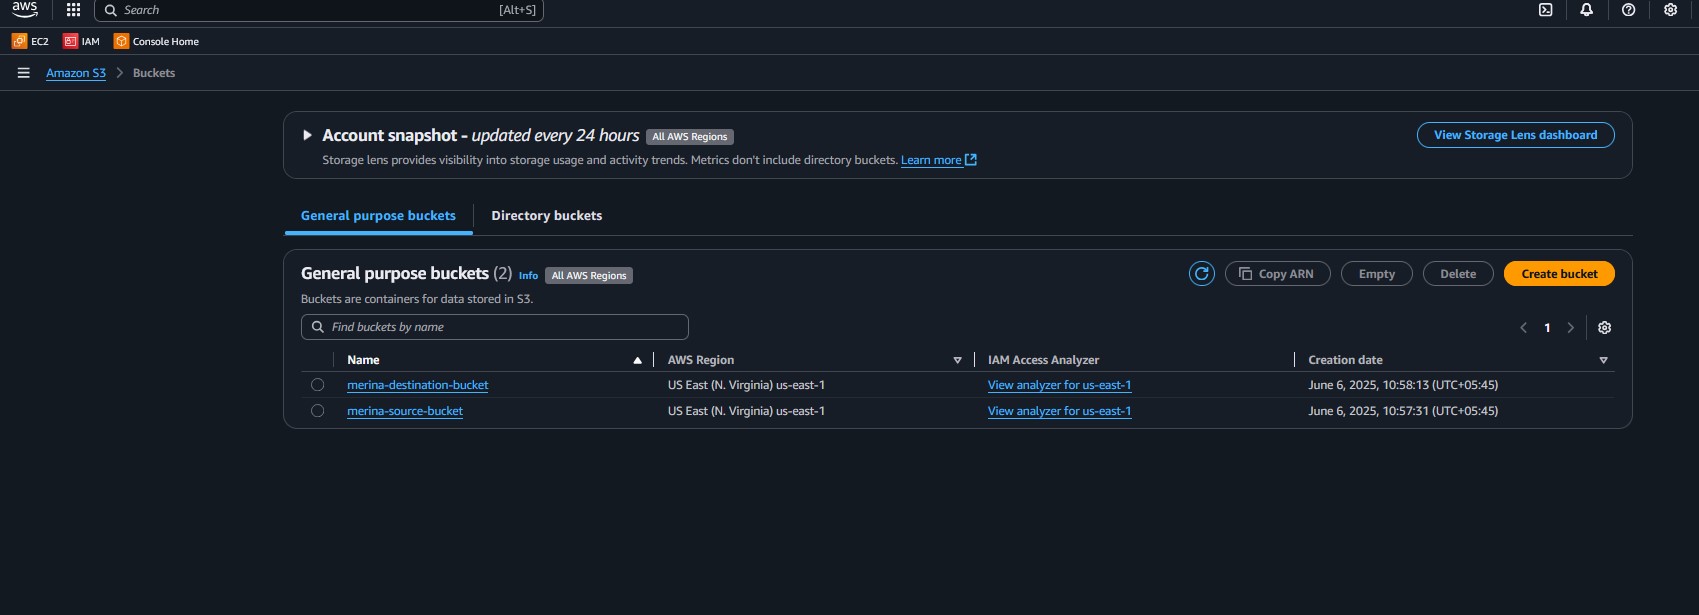 aws Search [Alt+S]
EC2 IAM Console Home
Amazon S3 > Buckets
Account snapshot - updated every 24 hours All AWS Regions View Storage Lens dashboard
Storage lens provides visibility into storage usage and activity trends. Metrics don't include directory buckets. Learn more
General purpose buckets Directory buckets
General purpose buckets (2) Info All AWS Regions Copy ARN Empty Delete Create bucket
Buckets are containers for data stored in S3.
Find buckets by name 1
Name AWS Region IAM Access Analyzer Creation date
merina-destination-bucket US East (N. Virginia) us-east-1 View analyzer for us-east-1 June 6, 2025, 10:58:13 (UTC+05:45)
merina-source-bucket US East (N. Virginia) us-east-1 View analyzer for us-east-1 June 6, 2025, 10:57:31 (UTC+05:45)